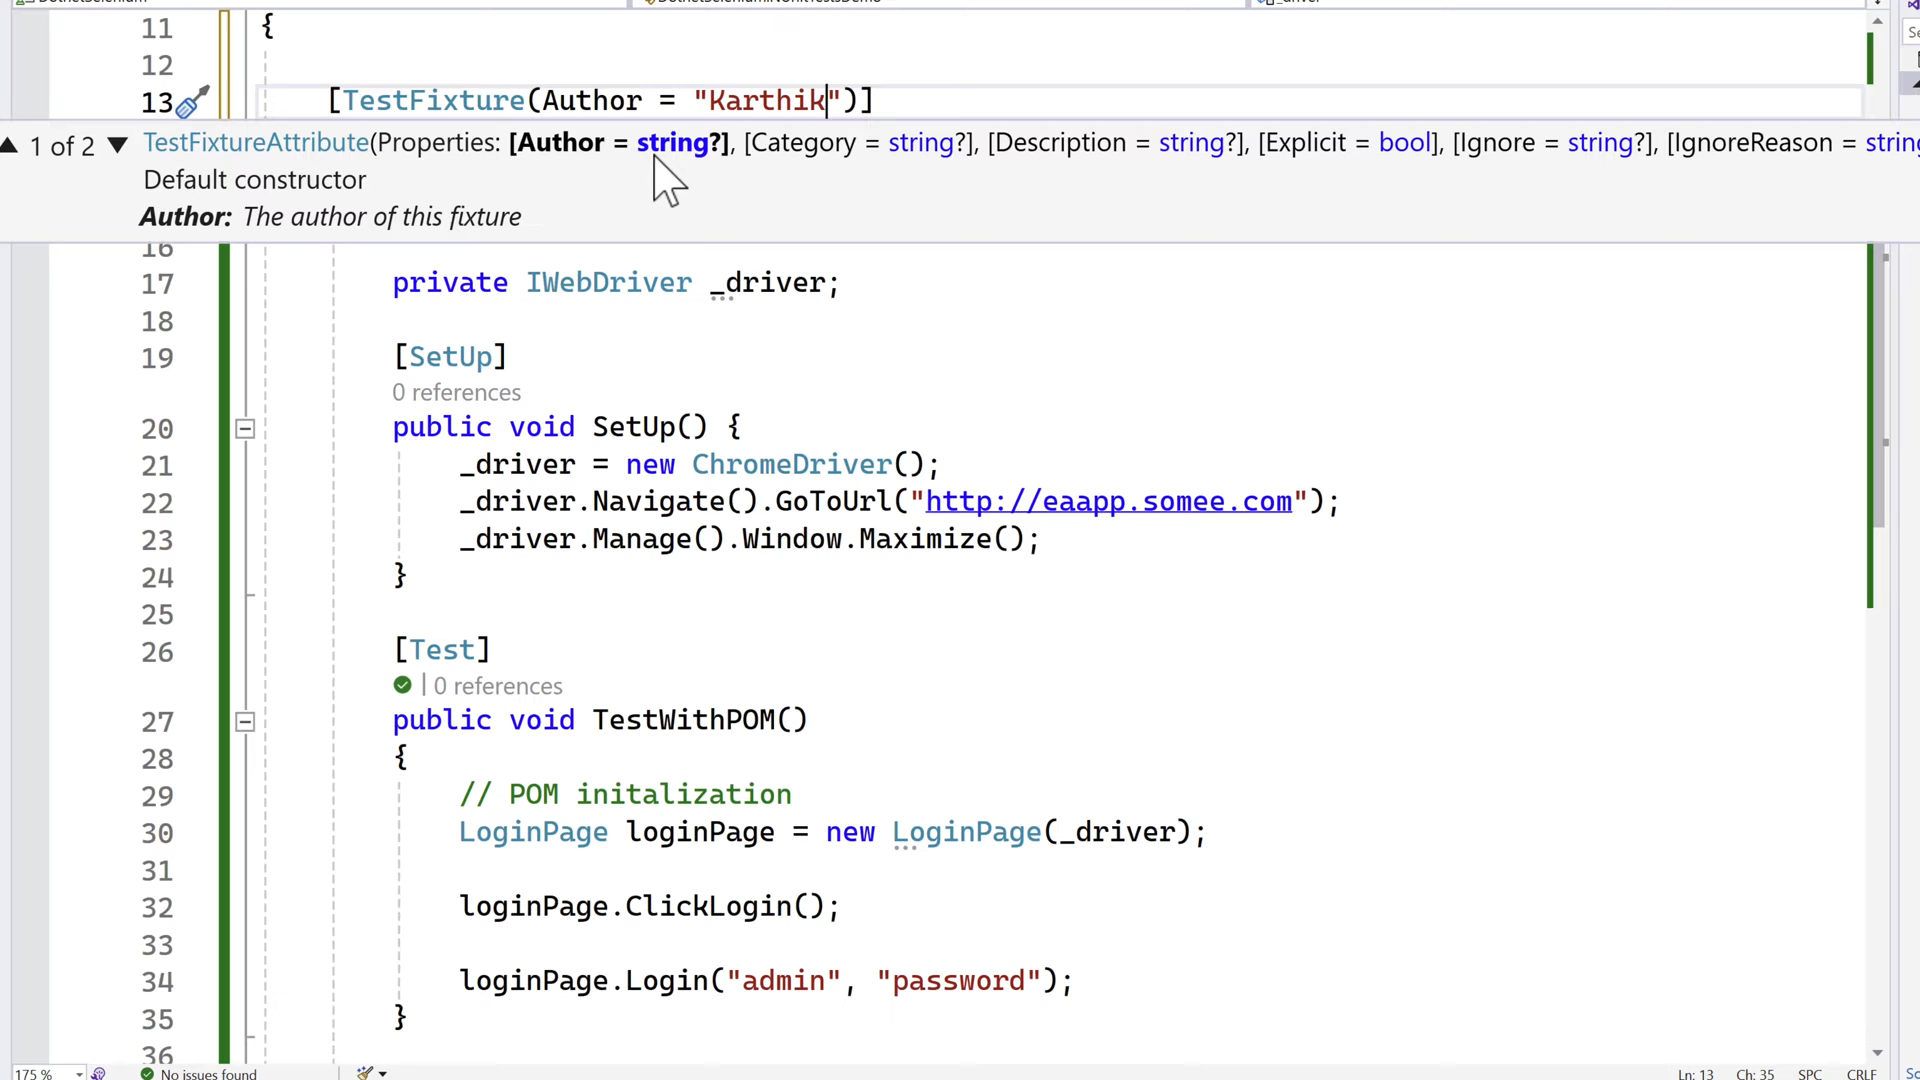 11 {
12
13 [TestFixture(Author = "Karthik")]
1 of 2 TestFixtureAttribute(Properties: [Author = string?], [Category = string?], [Description = string?], [Explicit = bool], [Ignore = string?], [IgnoreReason = string
Default constructor
Author: The author of this fixture
16
17 private IWebDriver _driver;
18
19 [SetUp]
0 references
20 public void SetUp() {
21 _driver = new ChromeDriver();
22 _driver.Navigate().GoToUrl("http://eaapp.somee.com");
23 _driver.Manage().Window.Maximize();
24 }
25
26 [Test]
| 0 references
27 public void TestWithPOM()
28 {
29 // POM initalization
30 LoginPage loginPage = new LoginPage(_driver);
31
32 loginPage.ClickLogin();
33
34 loginPage.Login("admin", "password");
35 }
36
175 % No issues found Ln: 13 Ch: 35 SPC CRLF